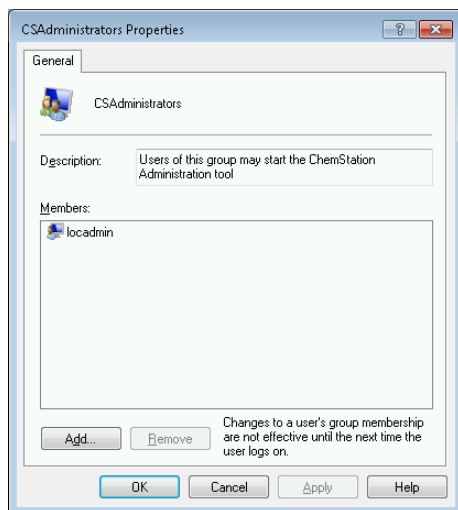 CSAdministrators Properties
General
CSAdministrators
Description:
Users of this group may start the ChemStation
Administration tool
Members:
locadmin
Add...
Remove
Changes to a user's group membership
are not effective until the next time the
user logs on.
OK
Cancel
Apply
Help